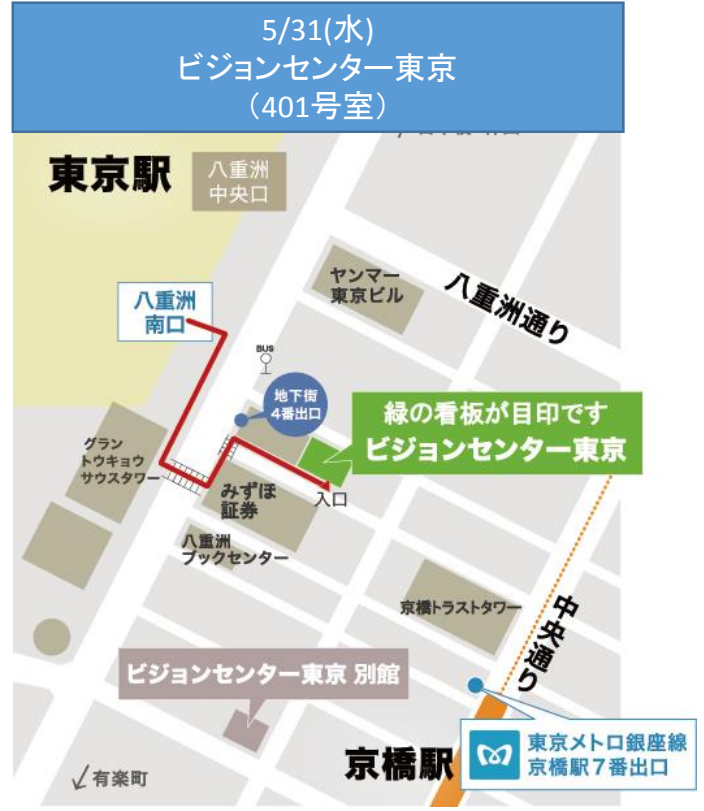 5/31(水)
ビジョンセンター東京
（401号室）
東京駅
八重洲
中央口
ヤンマー
東京ビル
八重洲通り
八重洲
南口
BUS
地下街
4番出口
緑の看板が目印です
ビジョンセンター東京
グラン
トウキョウ
サウスタワー
みずほ
証券
入口
八重洲
ブックセンター
京橋トラストタワー
中央通り
ビジョンセンター東京 別館
京橋駅
東京メトロ銀座線
京橋駅7番出口
有楽町